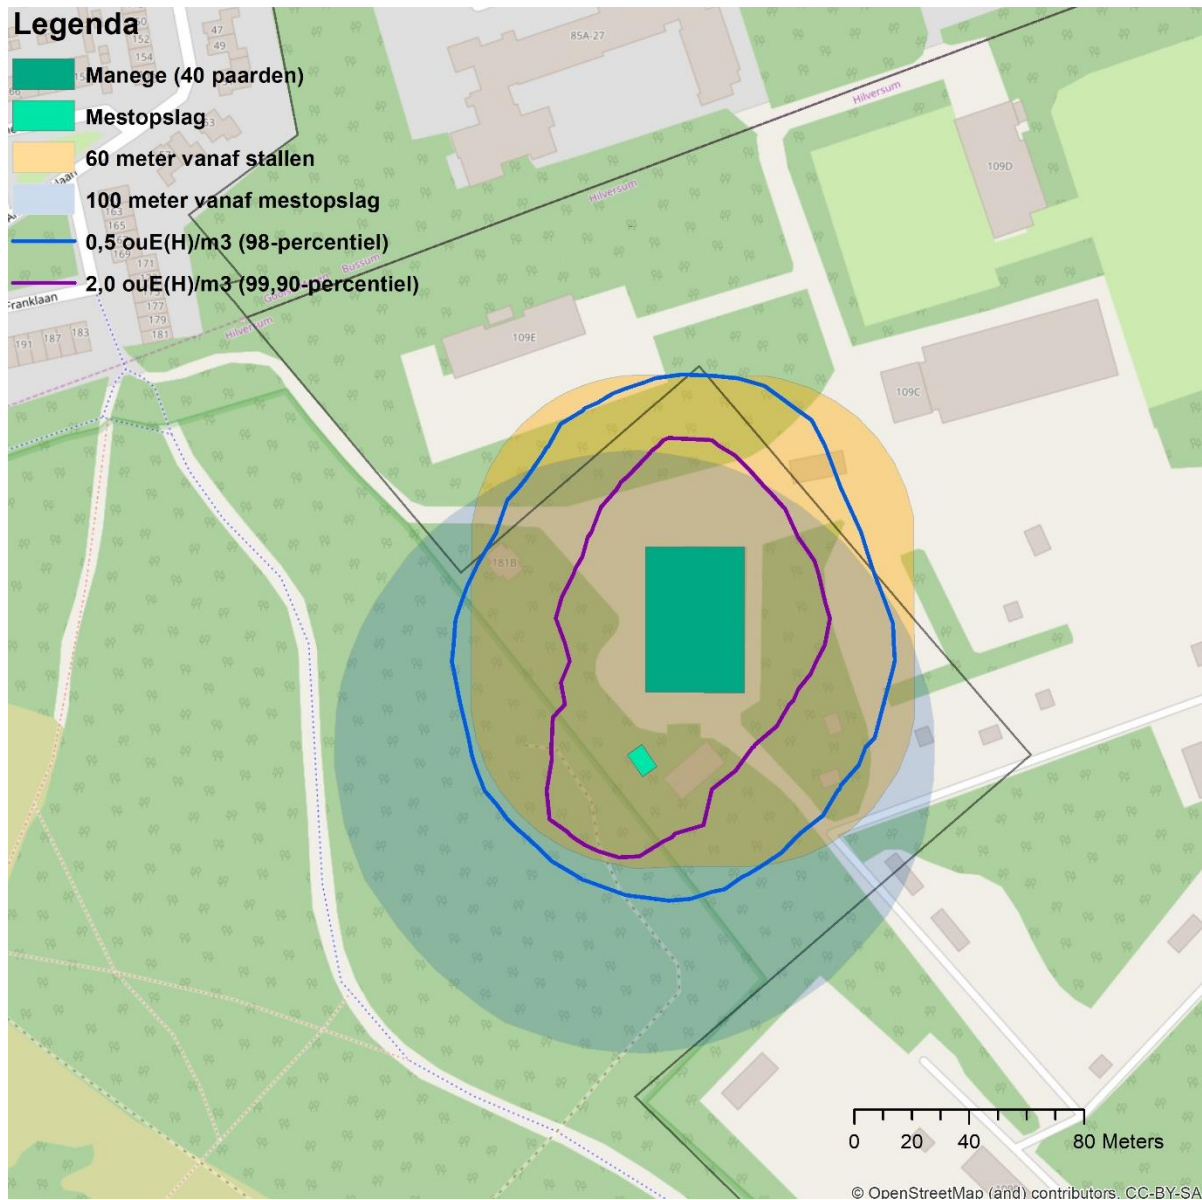 Legenda
Manege (40 paarden)
Mestopslag
60 meter vanaf stallen
100 meter vanaf mestopslag
0,5 ouE(H)/m3 (98-percentiel)
2,0 ouE(H)/m3 (99,90-percentiel)
152
154
47
49
85A-27
Hilversum
109D
163
165
169
171
177
179
181
Hilversum
Bussum
Franklaan
191
187
183
Hilversum
109E
109C
181B
0
20
40
80 Meters
© OpenStreetMap (and) contributors, CC-BY-SA